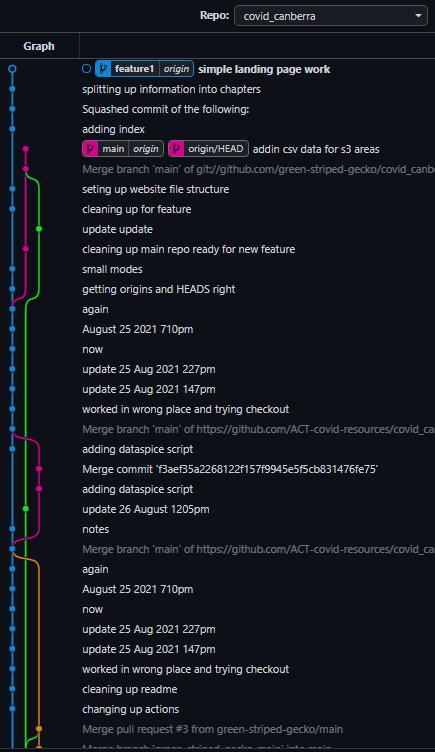 Repo: covid_canberra
Graph
feature1 origin simple landing page work
splitting up information into chapters
Squashed commit of the following:
adding index
main origin origin/HEAD addin csv data for s3 areas
Merge branch 'main' of git://github.com/green-striped-gecko/covid_canb
seting up website file structure
cleaning up for feature
update update
cleaning up main repo ready for new feature
small modes
getting origins and HEADS right
again
August 25 2021 710pm
now
update 25 Aug 2021 227pm
update 25 Aug 2021 147pm
worked in wrong place and trying checkout
Merge branch 'main' of https://github.com/ACT-covid-resources/covid_ca
adding dataspice script
Merge commit 'f3aef35a2268122f157f9945e5f5cb831476fe75'
adding dataspice script
update 26 August 1205pm
notes
Merge branch 'main' of https://github.com/ACT-covid-resources/covid_ca
again
August 25 2021 710pm
now
update 25 Aug 2021 227pm
update 25 Aug 2021 147pm
worked in wrong place and trying checkout
cleaning up readme
changing up actions
Merge pull request #3 from green-striped-gecko/main